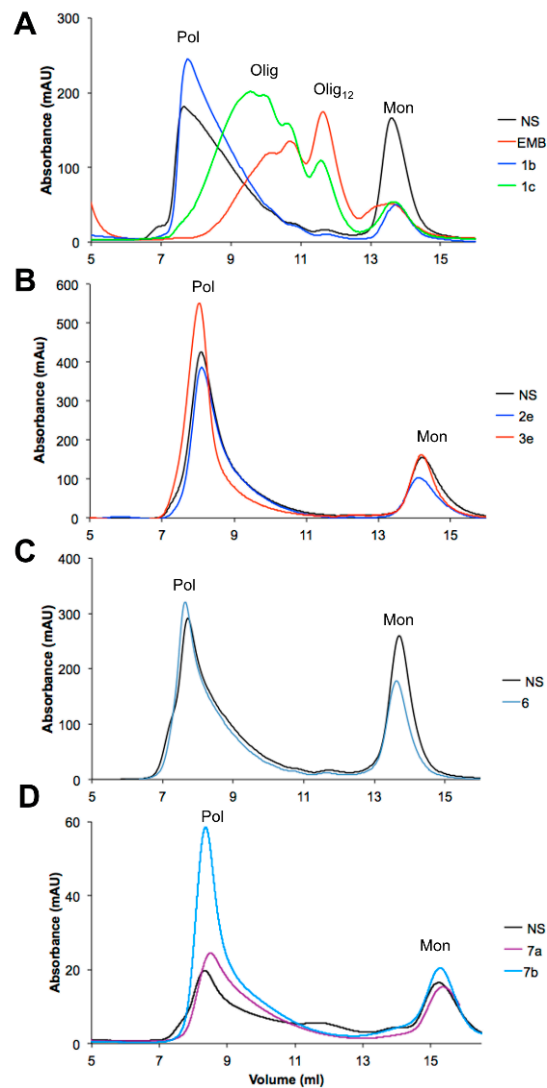 A
Absorbance (mAU)
300
200
100
0
Pol
Olig
Olig12
Mon
NS
EMB
1b
1c
5 7 9 11 13 15
B
Absorbance (mAu)
600
500
400
300
200
100
0
Pol
Mon
NS
2e
3e
5 7 9 11 13 15
C
Absorbance (mAU)
400
300
200
100
0
Pol
Mon
NS
6
5 7 9 11 13 15
D
Absorbance (mAU)
60
40
20
0
Pol
Mon
NS
7a
7b
5 7 9 11 13 15
Volume (ml)